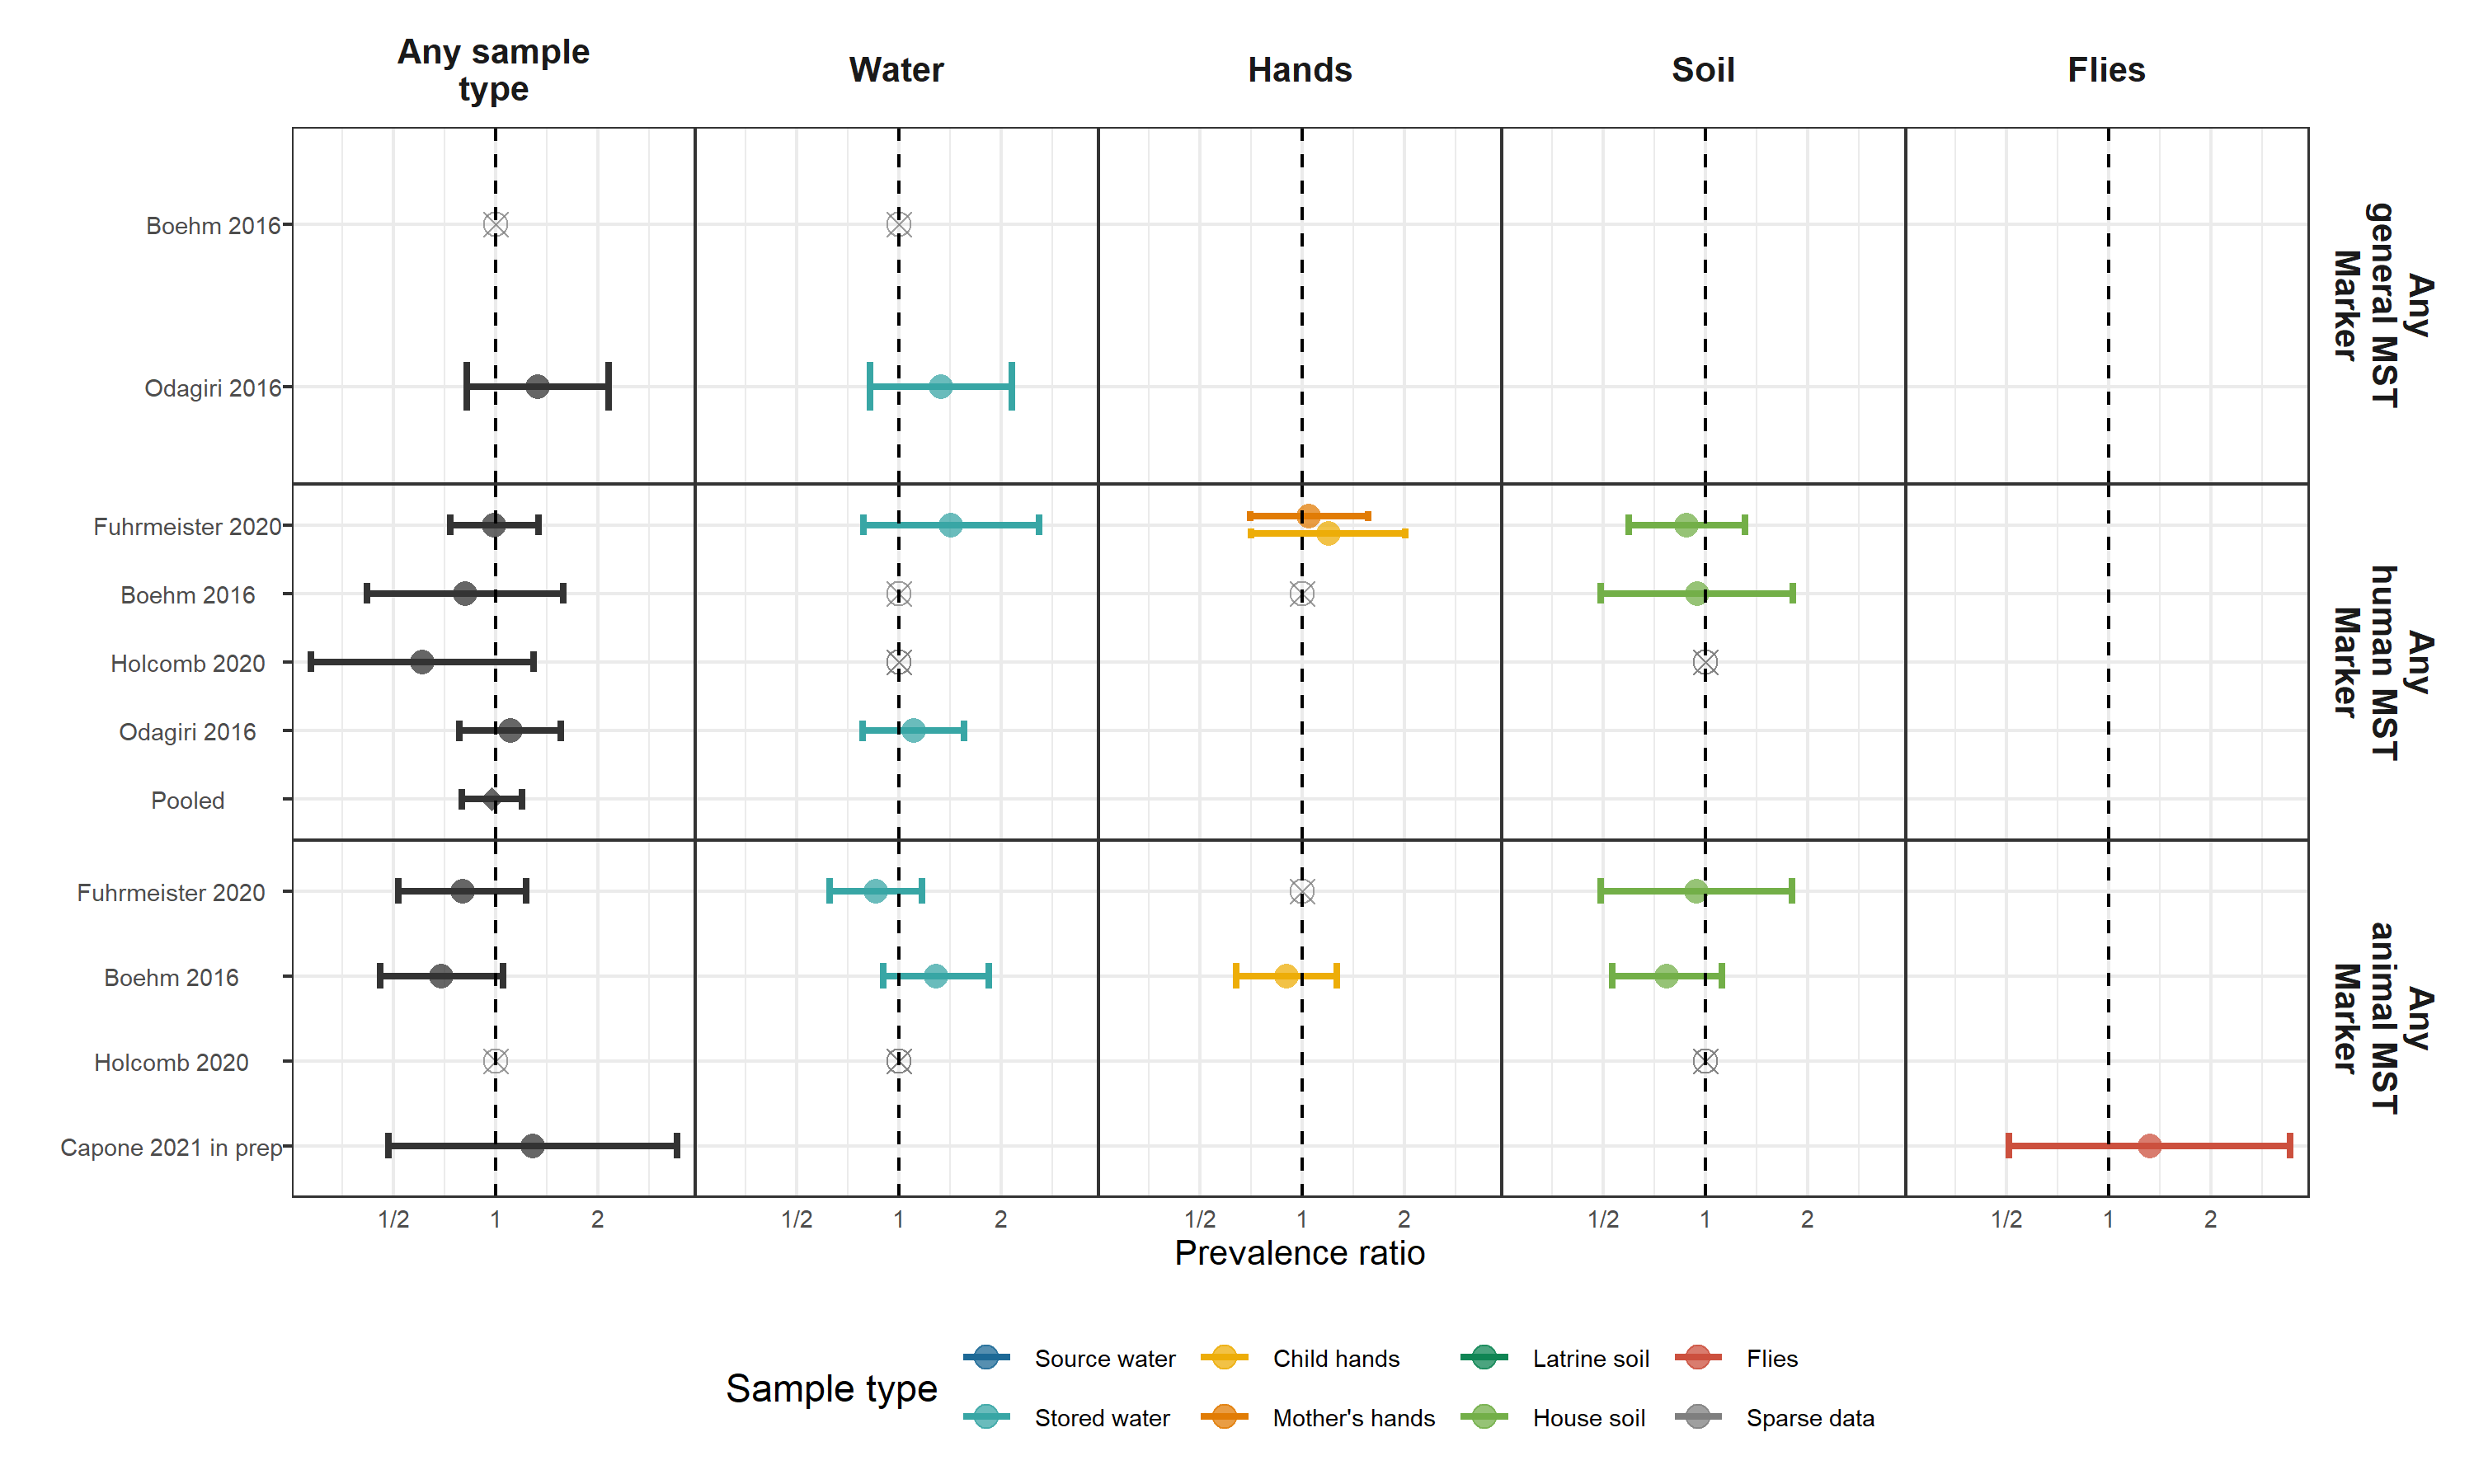 Any sample
type
Water
Hands
Soil
Flies
Boehm 2016
Odagiri 2016
Any
general MST
Marker
Fuhrmeister 2020
Boehm 2016
Holcomb 2020
Odagiri 2016
Pooled
Any
human MST
Marker
Fuhrmeister 2020
Boehm 2016
Holcomb 2020
Capone 2021 in prep
Any
animal MST
Marker
1/2 1 2 1/2 1 2 1/2 1 2 1/2 1 2 1/2 1 2
Prevalence ratio
Sample type
Source water Child hands Latrine soil Flies
Stored water Mother's hands House soil Sparse data